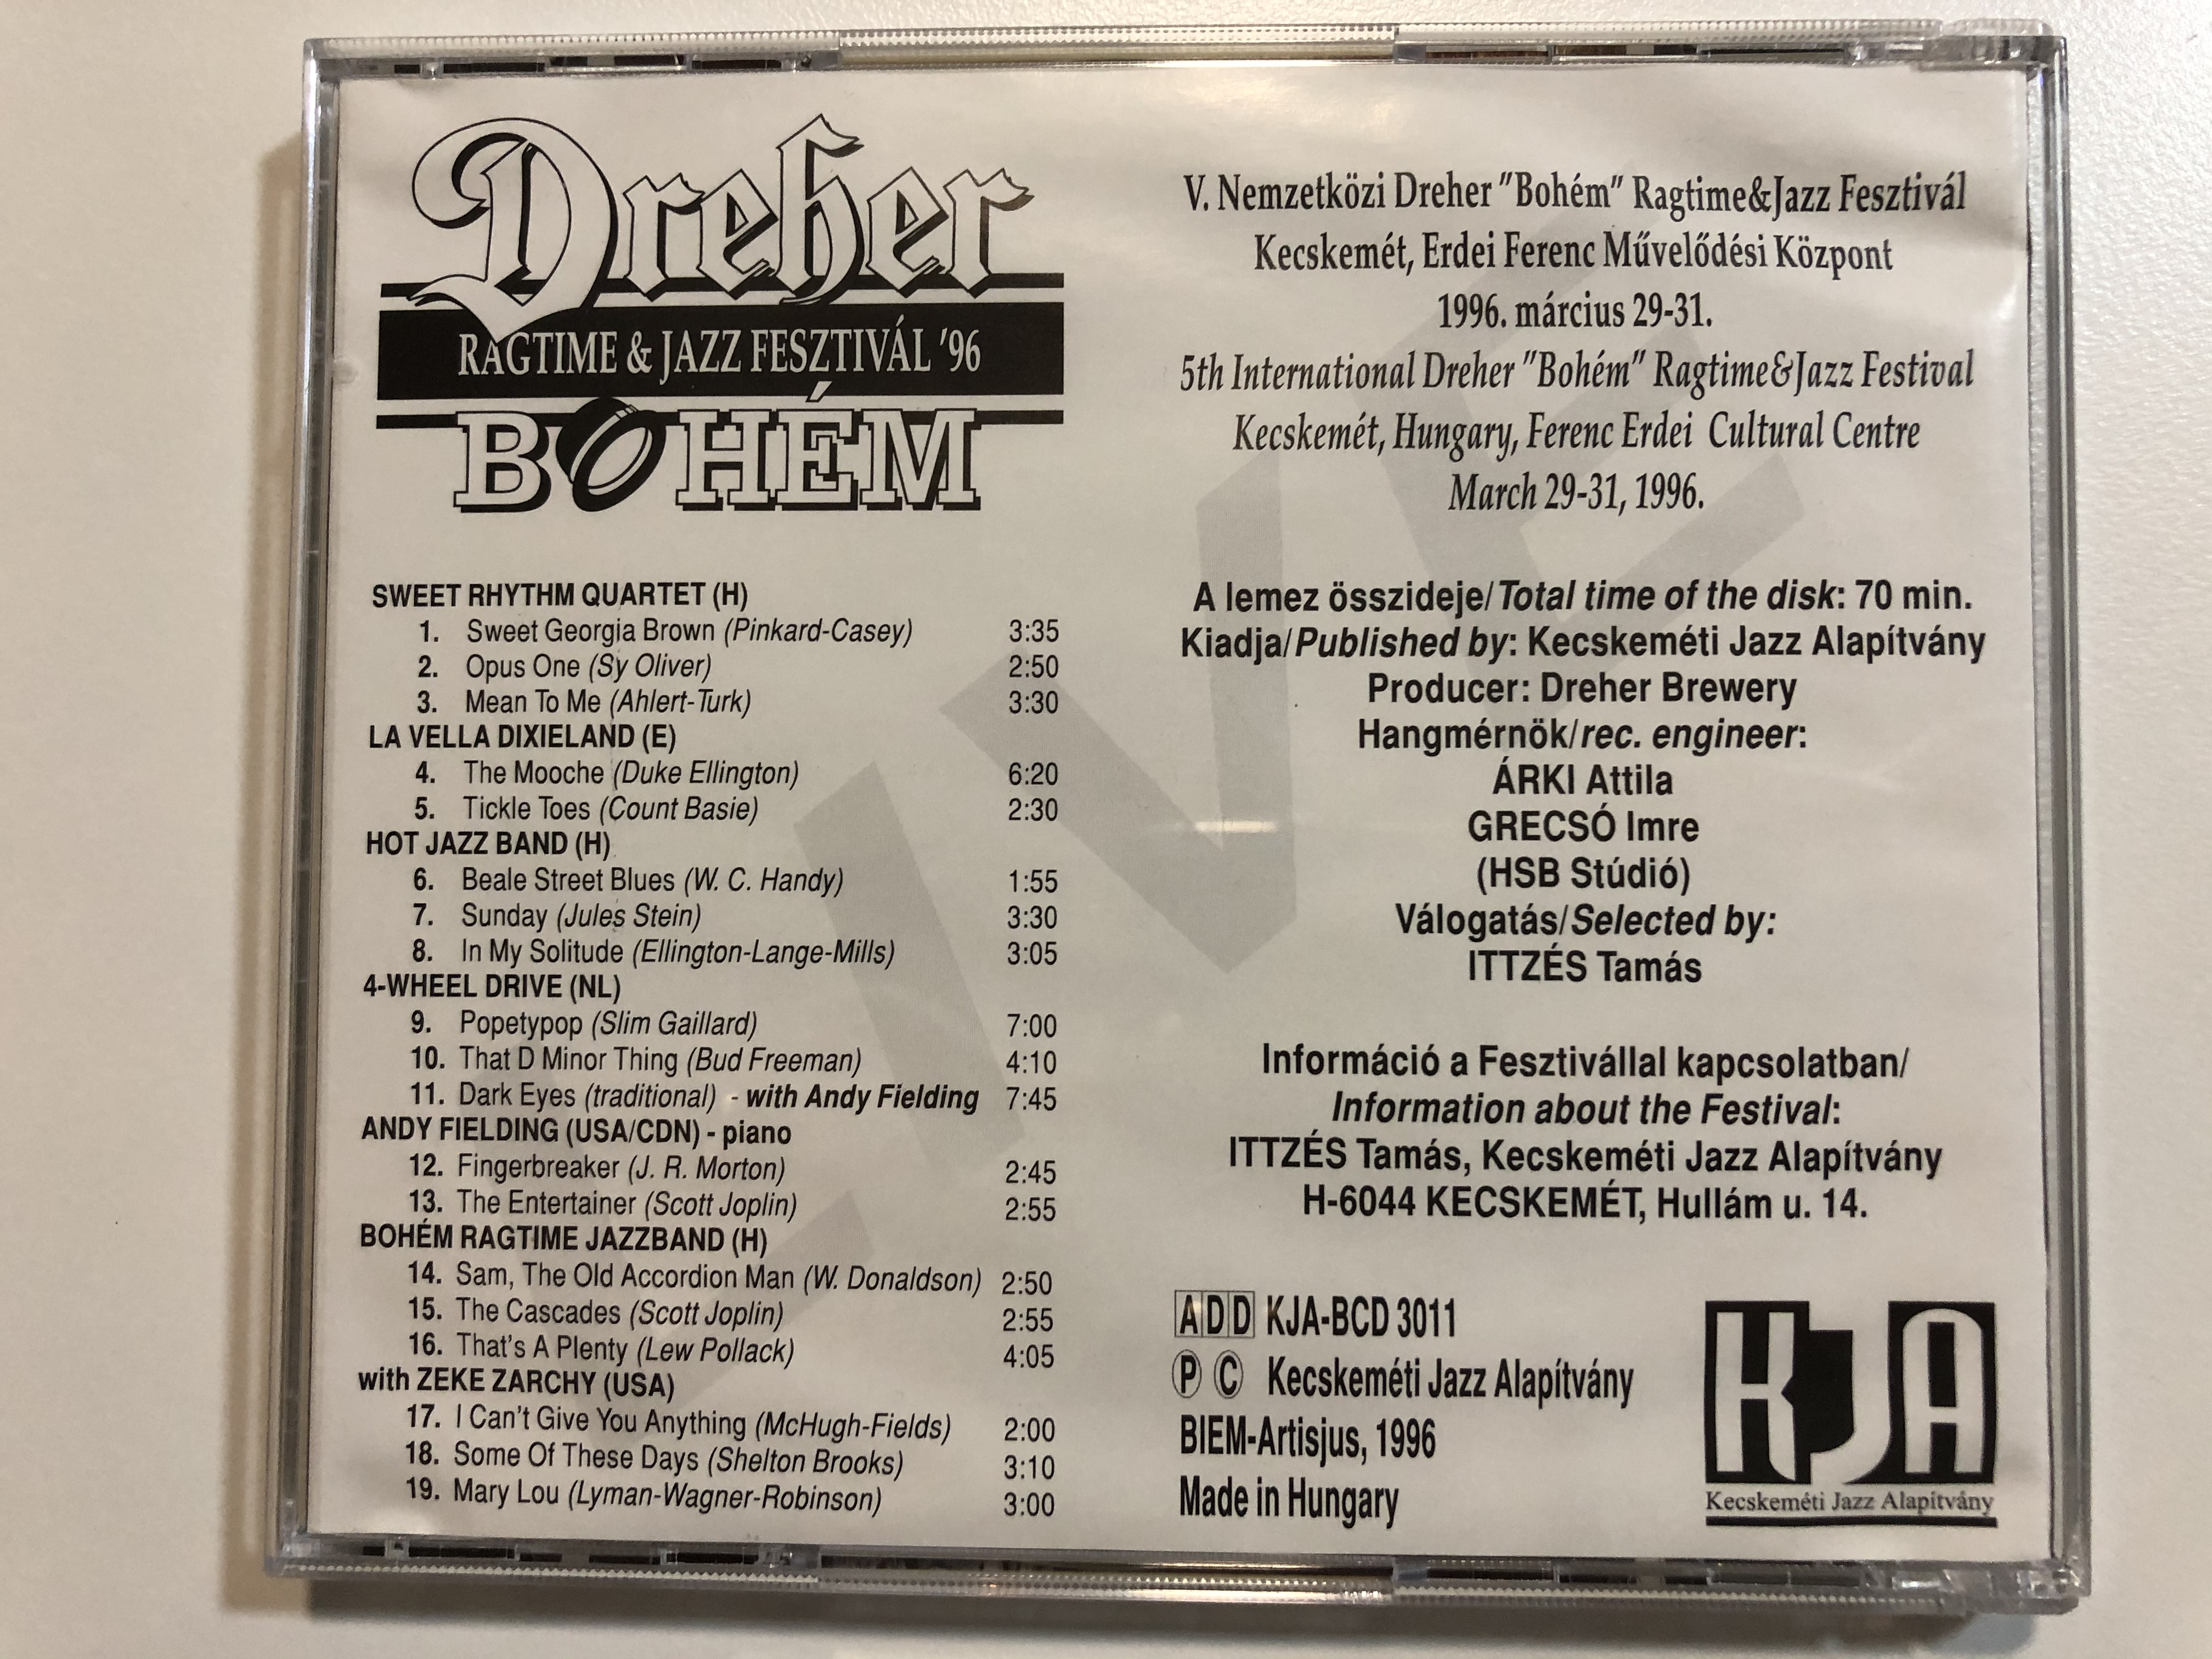 Dreher
RAGTIME & JAZZ FESZTIVÁL '96
BOHÉM
SWEET RHYTHM QUARTET (H)
1. Sweet Georgia Brown (Pinkard-Casey) 3:35
2. Opus One (Sy Oliver) 2:50
3. Mean To Me (Ahlert-Turk) 3:30
LA VELLA DIXIELAND (E)
4. The Mooche (Duke Ellington) 6:20
5. Tickle Toes (Count Basie) 2:30
HOT JAZZ BAND (H)
6. Beale Street Blues (W. C. Handy) 1:55
7. Sunday (Jules Stein) 3:30
8. In My Solitude (Ellington-Lange-Mills) 3:05
4-WHEEL DRIVE (NL)
9. Popetypop (Slim Gaillard) 7:00
10. That D Minor Thing (Bud Freeman) 4:10
11. Dark Eyes (traditional) - with Andy Fielding 7:45
ANDY FIELDING (USA/CDN) - piano
12. Fingerbreaker (J. R. Morton) 2:45
13. The Entertainer (Scott Joplin) 2:55
BOHÉM RAGTIME JAZZBAND (H)
14. Sam, The Old Accordion Man (W. Donaldson) 2:50
15. The Cascades (Scott Joplin) 2:55
16. That's A Plenty (Lew Pollack) 4:05
with ZEKE ZARCHY (USA)
17. I Can't Give You Anything (McHugh-Fields) 2:00
18. Some Of These Days (Shelton Brooks) 3:10
19. Mary Lou (Lyman-Wagner-Robinson) 3:00
LIVE
V. Nemzetközi Dreher "Bohém" Ragtime&Jazz Fesztivál
Kecskemét, Erdei Ferenc Művelődési Központ
1996. március 29-31.
5th International Dreher "Bohém" Ragtime&Jazz Festival
Kecskemét, Hungary, Ferenc Erdei Cultural Centre
March 29-31, 1996.
A lemez összideje/Total time of the disk: 70 min.
Kiadja/Published by: Kecskeméti Jazz Alapítvány
Producer: Dreher Brewery
Hangmérnök/rec. engineer:
ÁRKI Attila
GRECSÓ Imre
(HSB Stúdió)
Válogatás/Selected by:
ITTZÉS Tamás
Információ a Fesztivállal kapcsolatban/
Information about the Festival:
ITTZÉS Tamás, Kecskeméti Jazz Alapítvány
H-6044 KECSKEMÉT, Hullám u. 14.
ADD KJA-BCD 3011
Ⓟ Ⓒ Kecskeméti Jazz Alapítvány
BIEM-Artisjus, 1996
Made in Hungary
KJA
Kecskeméti Jazz Alapítvány